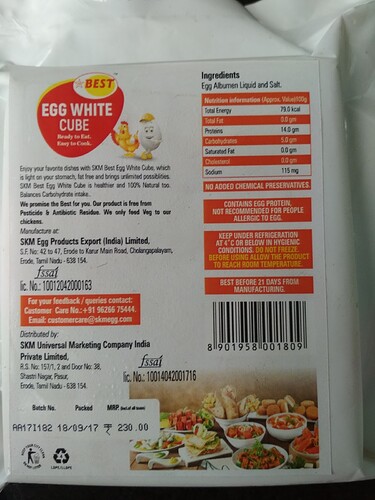 BEST
EGG WHITE
CUBE
Ready to Eat.
Easy to Cook.
Enjoy your favorite dishes with SKM Best Egg White Cube, which
is light on your stomach, fat free and brings unlimited possiblities.
SKM Best Egg White Cube is healthier and 100% Natural too.
Balances Carbohydrate intake..
We promise the Best for you. Our product is free from
Pesticide & Antibiotic Residue. We only feed Veg to our
chickens.
Manufacture at:
SKM Egg Products Export (India) Limited,
S.F. No: 42 to 47, Erode to Karur Main Road, Cholangapalayam,
Erode, Tamil Nadu - 638 154.
fssai
lic. No.: 10012042000163
For your feedback / queries contact:
Customer Care No.:+91 96266 75444.
Email: customercare@skmegg.com
Distributed by:
SKM Universal Marketing Company India
Private Limited,
R.S. No: 157/1, 2 and Door No: 38,
Shastri Nagar, Pasur,
Erode, Tamil Nadu - 638 154.
fssai
lic. No.: 10014042001716
Batch No. Packed MRP (Incl.of all taxes)
AA17I182 18/09/17 ₹ 230.00
Ingredients
Egg Albumen Liquid and Salt.
Nutrition information (Approx. Value)100g
Total Energy 79.0 kcal
Total Fat 0.0 gm
Proteins 14.0 gm
Carbohydrates 5.0 gm
Saturated Fat 0.0 gm
Cholesterol 0.0 gm
Sodium 115 mg
NO ADDED CHEMICAL PRESERVATIVES.
CONTAINS EGG PROTEIN,
NOT RECOMMENDED FOR PEOPLE
ALLERGIC TO EGG.
KEEP UNDER REFRIGERATION
AT 4°C OR BELOW IN HYGIENIC
CONDITIONS. DO NOT FREEZE.
BEFORE USING ALLOW THE PRODUCT
TO REACH ROOM TEMPERATURE
BEST BEFORE 21 DAYS FROM
MANUFACTURING.
8 901958 001809